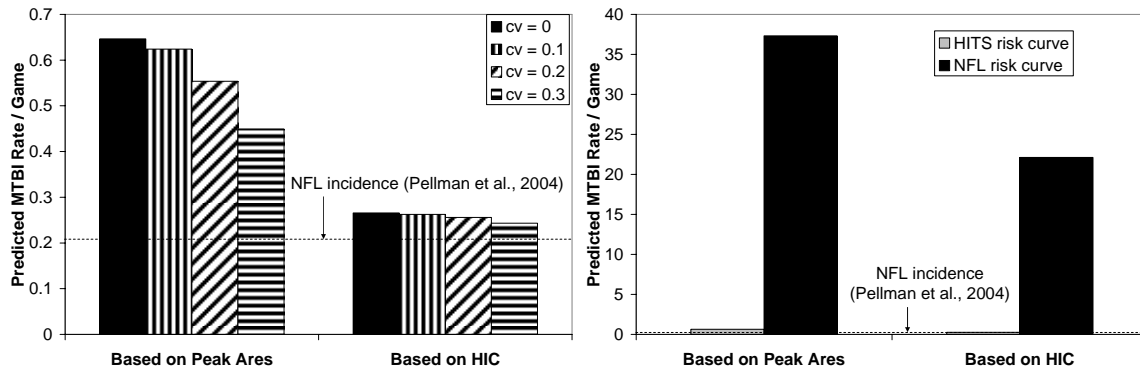 Predicted MTBI Rate / Game
0.7
0.6
0.5
0.4
0.3
0.2
0.1
0
cv = 0
cv = 0.1
cv = 0.2
cv = 0.3
NFL incidence (Pellman et al., 2004)
Based on Peak Ares
Based on HIC
Predicted MTBI Rate / Game
40
35
30
25
20
15
10
5
0
HITS risk curve
NFL risk curve
NFL incidence
(Pellman et al., 2004)
Based on Peak Ares
Based on HIC